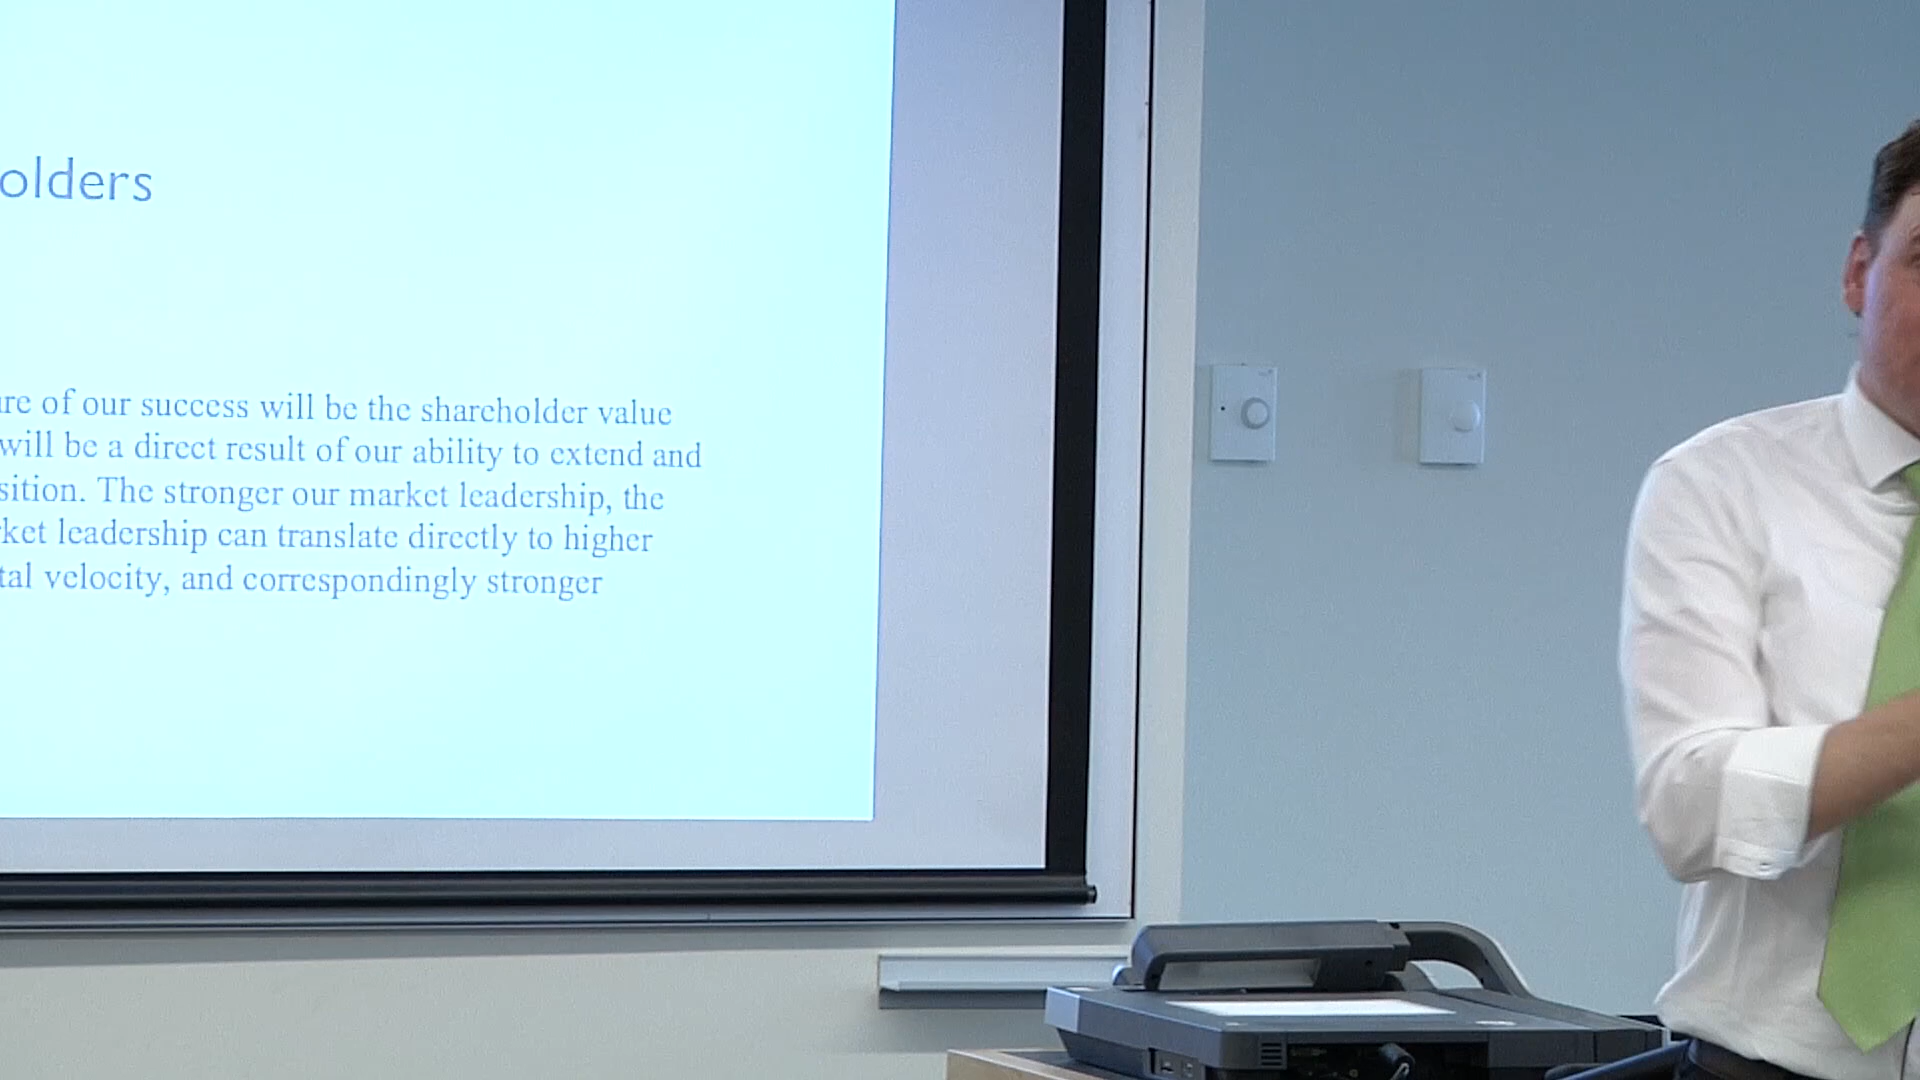 olders
re of our success will be the shareholder value
will be a direct result of our ability to extend and
sition. The stronger our market leadership, the
ket leadership can translate directly to higher
tal velocity, and correspondingly stronger